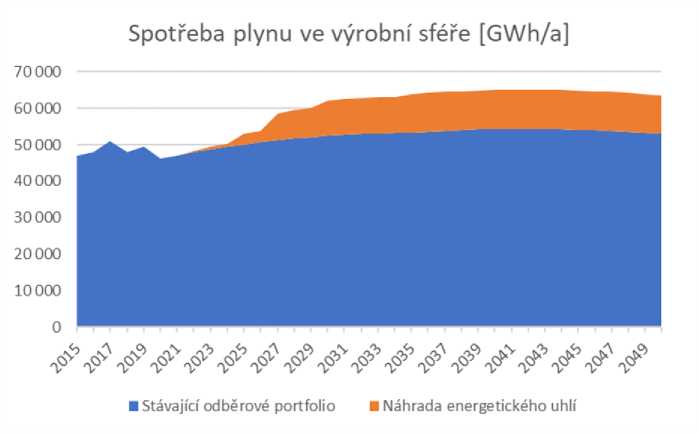 Spotřeba plynu ve výrobní sféře [GWh/a]
70 000
60 000
50 000
40 000
30 000
20 000
10 000
0
2015 2017 2019 2021 2023 2025 2027 2029 2031 2033 2035 2037 2039 2041 2043 2045 2047 2049
Stávající odběrové portfolio Náhrada energetického uhlí